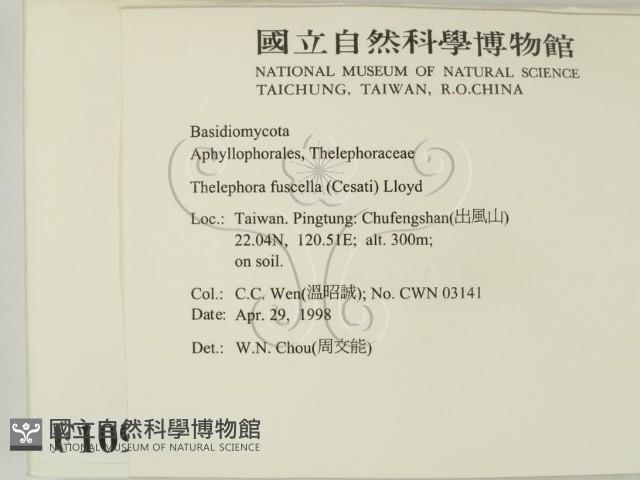 國立自然科學博物館
NATIONAL MUSEUM OF NATURAL SCIENCE
TAICHUNG, TAIWAN, R.O.CHINA
Basidiomycota
Aphyllophorales, Thelephoraceae
Thelephora fuscella (Cesati) Lloyd
Loc.: Taiwan. Pingtung: Chufengshan(出風山)
22.04N, 120.51E; alt. 300m;
on soil.
Col.: C.C. Wen(溫昭誠); No. CWN 03141
Date: Apr. 29, 1998
Det.: W.N. Chou(周文能)
國立自然科學博物館
NATIONAL MUSEUM OF NATURAL SCIENCE